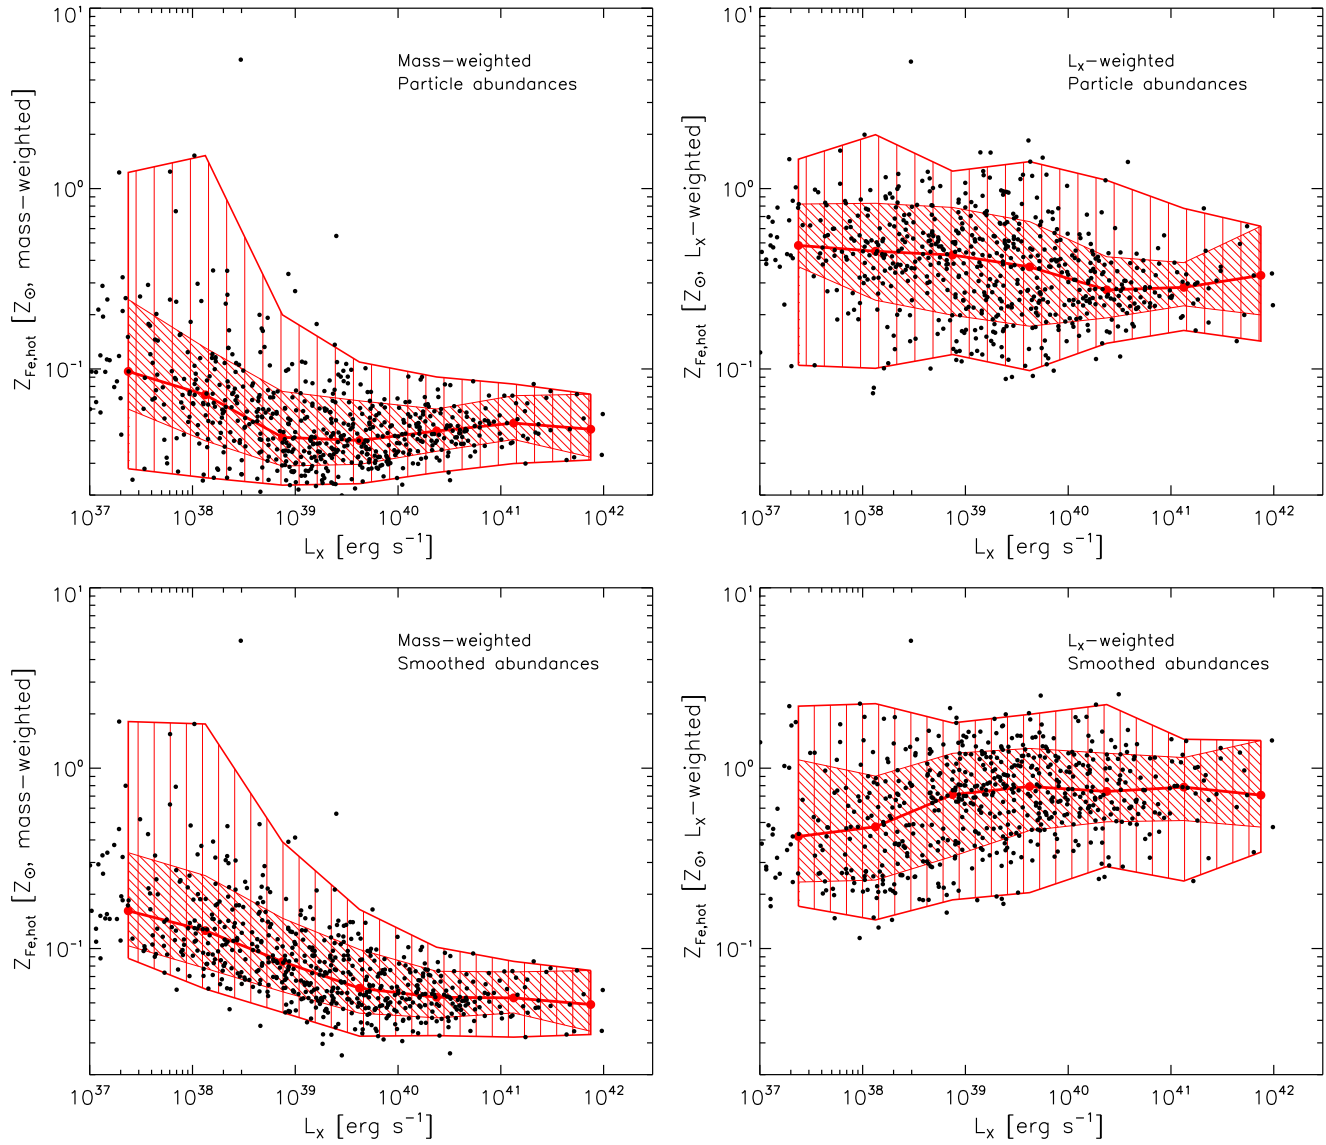 10¹
10⁰
10⁻¹
Z_Fe,hot [Z⊙, mass−weighted]
Mass−weighted
Particle abundances
10³⁷ 10³⁸ 10³⁹ 10⁴⁰ 10⁴¹ 10⁴²
L_X [erg s⁻¹]
10¹
10⁰
10⁻¹
Z_Fe,hot [Z⊙, L_X−weighted]
L_X−weighted
Particle abundances
10³⁷ 10³⁸ 10³⁹ 10⁴⁰ 10⁴¹ 10⁴²
L_X [erg s⁻¹]
10¹
10⁰
10⁻¹
Z_Fe,hot [Z⊙, mass−weighted]
Mass−weighted
Smoothed abundances
10³⁷ 10³⁸ 10³⁹ 10⁴⁰ 10⁴¹ 10⁴²
L_X [erg s⁻¹]
10¹
10⁰
10⁻¹
Z_Fe,hot [Z⊙, L_X−weighted]
L_X−weighted
Smoothed abundances
10³⁷ 10³⁸ 10³⁹ 10⁴⁰ 10⁴¹ 10⁴²
L_X [erg s⁻¹]